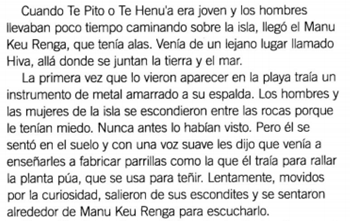 Cuando Te Pito o Te Henu'a era joven y los hombres
llevaban poco tiempo caminando sobre la isla, llegó el Manu
Keu Renga, que tenía alas. Venía de un lejano lugar llamado
Hiva, allá donde se juntan la tierra y el mar.
La primera vez que lo vieron aparecer en la playa traía un
instrumento de metal amarrado a su espalda. Los hombres y
las mujeres de la isla se escondieron entre las rocas porque
le tenían miedo. Nunca antes lo habían visto. Pero él se
sentó en el suelo y con una voz suave les dijo que venía a
enseñarles a fabricar parrillas como la que él traía para rallar
la planta púa, que se usa para teñir. Lentamente, movidos
por la curiosidad, salieron de sus escondites y se sentaron
alrededor de Manu Keu Renga para escucharlo.